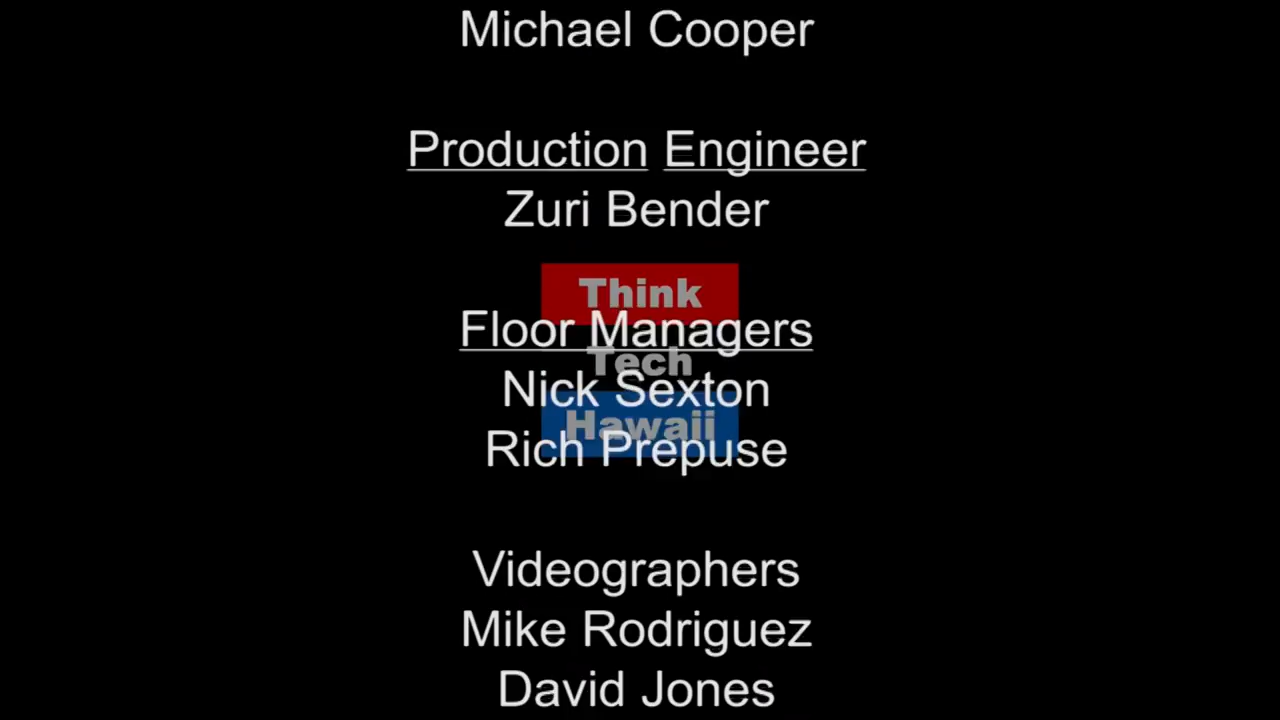 Michael Cooper
Production Engineer
Zuri Bender
Think
Floor Managers
Tech
Nick Sexton
Hawaii
Rich Prepuse
Videographers
Mike Rodriguez
David Jones